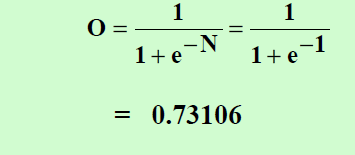 O = 1 / (1 + e^−N) = 1 / (1 + e^−1)
= 0.73106